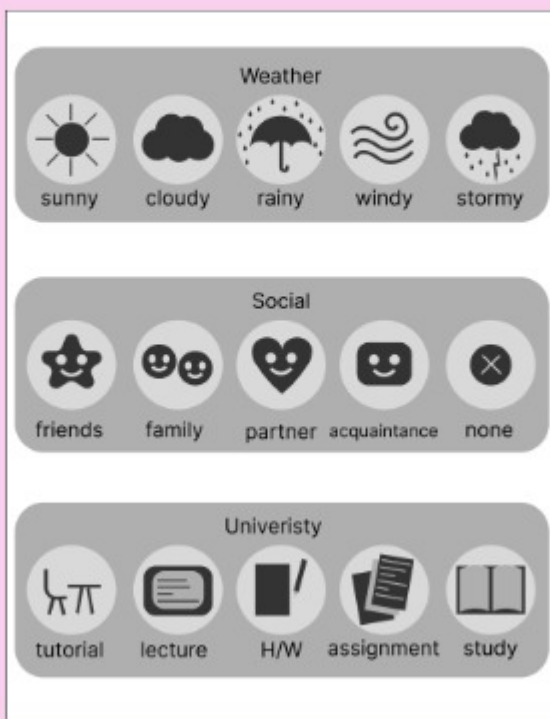 Weather
sunny cloudy rainy windy stormy
Social
friends family partner acquaintance none
Univeristy
tutorial lecture H/W assignment study